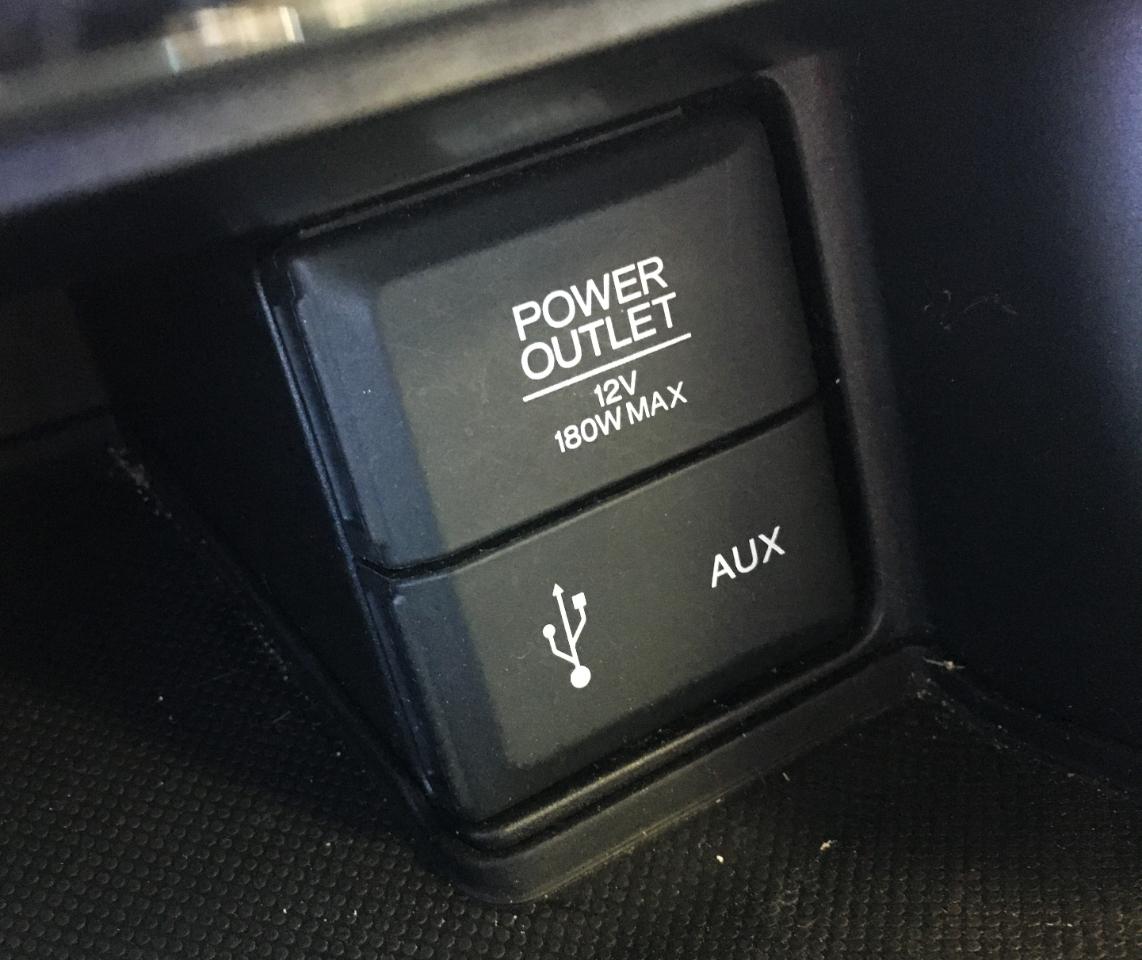 POWER
OUTLET
12V
180W MAX
AUX